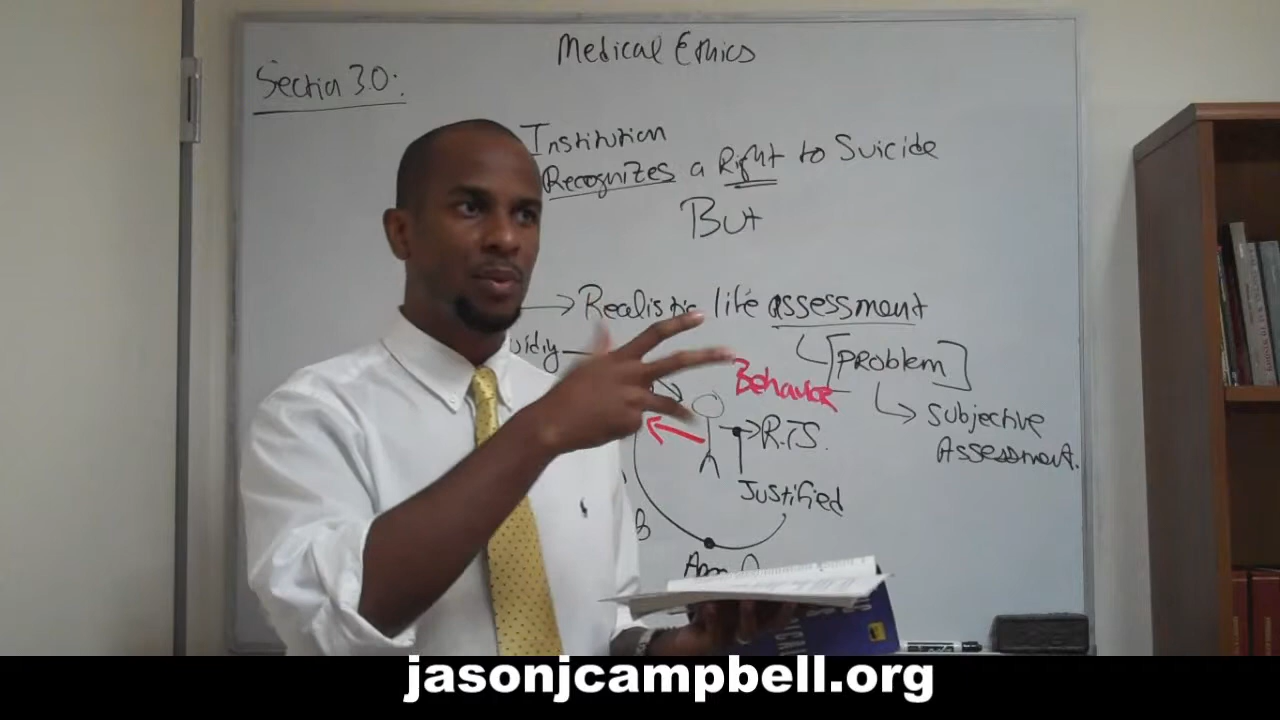 Medical Ethics
Section 3.0:
Institution
Recognizes a Right to Suicide
But
Realistic life assessment
[Problem]
Behavior
Subjective
Assessment.
R.T.S.
Justified
B
jasonjcampbell.org